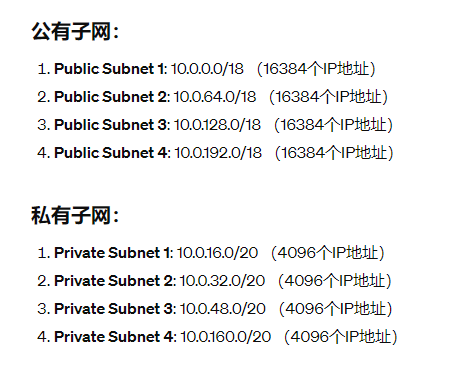 公有子网：
1. Public Subnet 1: 10.0.0.0/18 （16384个IP地址）
2. Public Subnet 2: 10.0.64.0/18 （16384个IP地址）
3. Public Subnet 3: 10.0.128.0/18 （16384个IP地址）
4. Public Subnet 4: 10.0.192.0/18 （16384个IP地址）
私有子网：
1. Private Subnet 1: 10.0.16.0/20 （4096个IP地址）
2. Private Subnet 2: 10.0.32.0/20 （4096个IP地址）
3. Private Subnet 3: 10.0.48.0/20 （4096个IP地址）
4. Private Subnet 4: 10.0.160.0/20 （4096个IP地址）